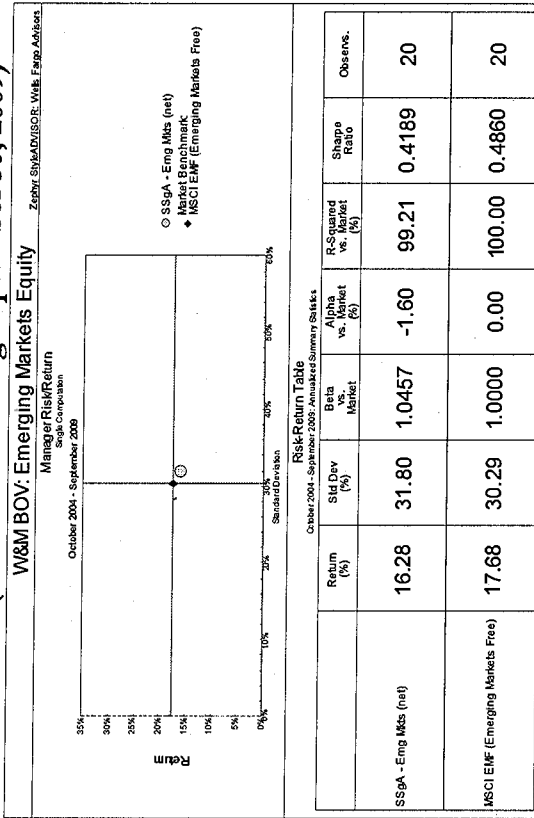 W&M BOV: Emerging Markets Equity
Zephyr StyleADVISOR: Wells Fargo Advisors
Manager Risk/Return
Single Computation
October 2004 - September 2009
Return
35%
30%
25%
20%
15%
10%
5%
0%
0%
10%
20%
30%
40%
50%
60%
Standard Deviation
SSgA - Emg Mkts (net)
Market Benchmark:
MSCI EMF (Emerging Markets Free)
Risk-Return Table
October 2004 - September 2009: Annualized Summary Statistics
Return (%) Std Dev (%) Beta vs. Market Alpha vs. Market (%) R-Squared vs. Market (%) Sharpe Ratio Observs.
SSgA - Emg Mkts (net) 16.28 31.80 1.0457 -1.60 99.21 0.4189 20
MSCI EMF (Emerging Markets Free) 17.68 30.29 1.0000 0.00 100.00 0.4860 20